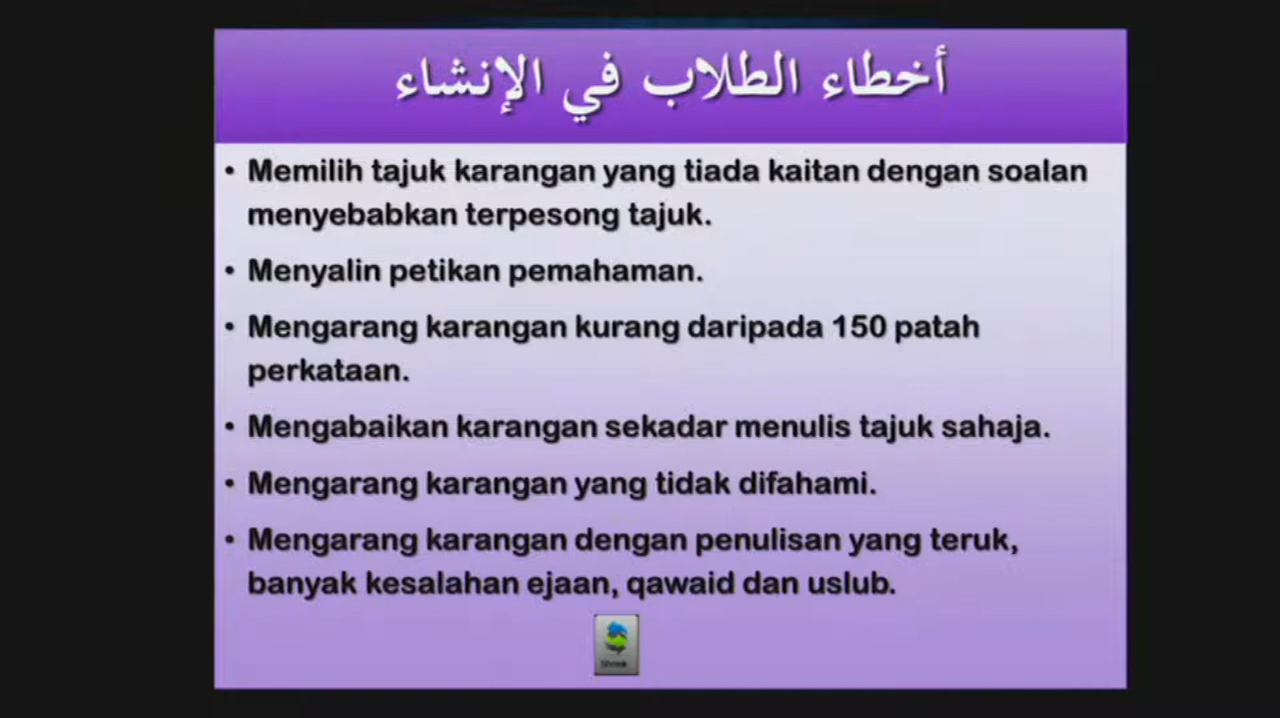 أخطاء الطلاب في الإنشاء
• Memilih tajuk karangan yang tiada kaitan dengan soalan
menyebabkan terpesong tajuk.
• Menyalin petikan pemahaman.
• Mengarang karangan kurang daripada 150 patah
perkataan.
• Mengabaikan karangan sekadar menulis tajuk sahaja.
• Mengarang karangan yang tidak difahami.
• Mengarang karangan dengan penulisan yang teruk,
banyak kesalahan ejaan, qawaid dan uslub.